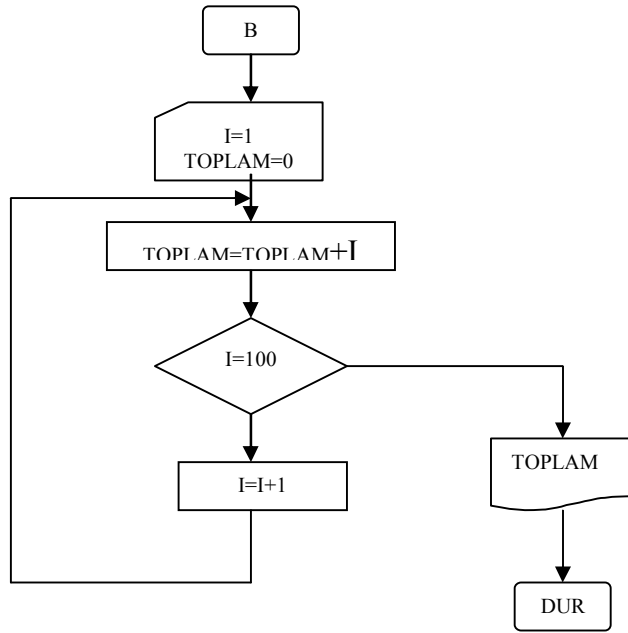 B
I=1
TOPLAM=0
TOPLAM=TOPLAM+I
I=100
I=I+1
TOPLAM
DUR